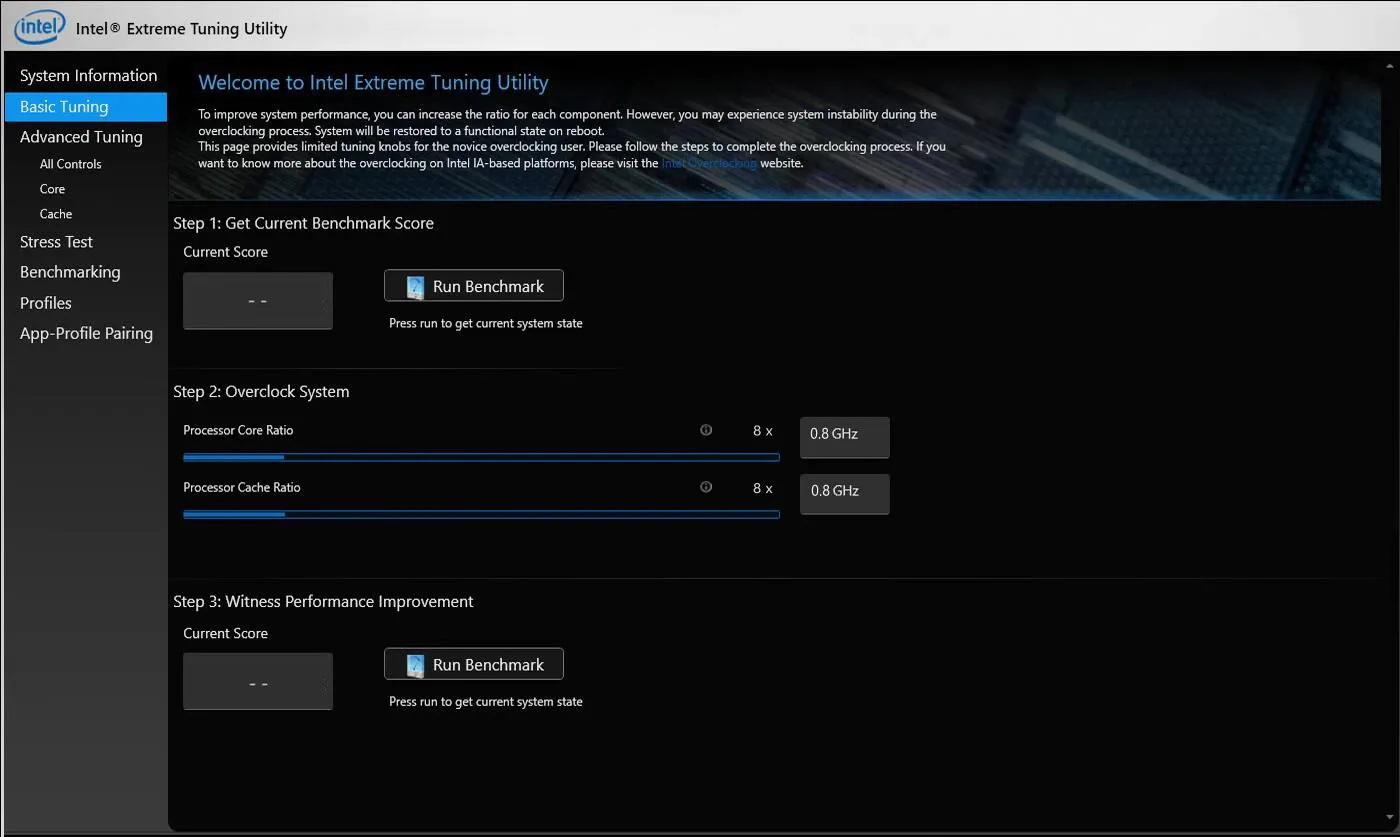 intel Intel® Extreme Tuning Utility
System Information
Basic Tuning
Advanced Tuning
All Controls
Core
Cache
Stress Test
Benchmarking
Profiles
App-Profile Pairing
Welcome to Intel Extreme Tuning Utility
To improve system performance, you can increase the ratio for each component. However, you may experience system instability during the
overclocking process. System will be restored to a functional state on reboot.
This page provides limited tuning knobs for the novice overclocking user. Please follow the steps to complete the overclocking process. If you
want to know more about the overclocking on Intel IA-based platforms, please visit the Intel Overclocking website.
Step 1: Get Current Benchmark Score
Current Score
- -
Run Benchmark
Press run to get current system state
Step 2: Overclock System
Processor Core Ratio 8 x 0.8 GHz
Processor Cache Ratio 8 x 0.8 GHz
Step 3: Witness Performance Improvement
Current Score
- -
Run Benchmark
Press run to get current system state